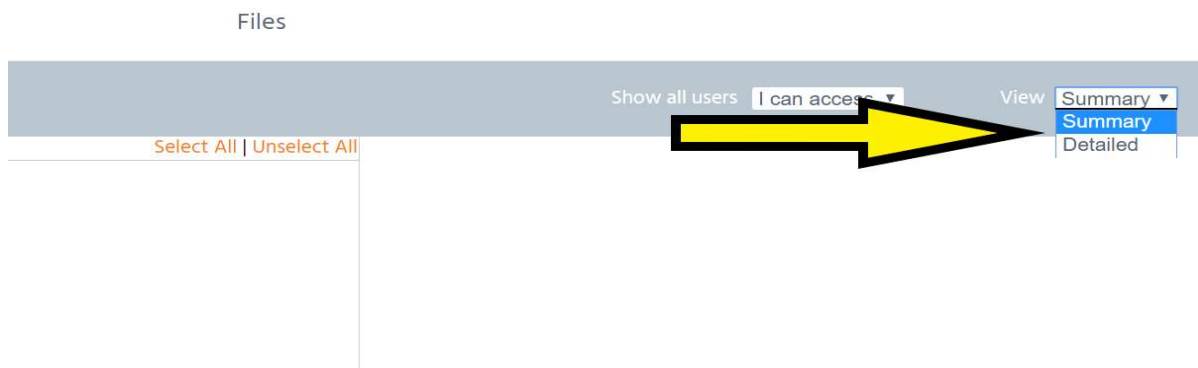 Files
Show all users I can access ▼ View Summary ▼
Summary
Detailed
Select All | Unselect All